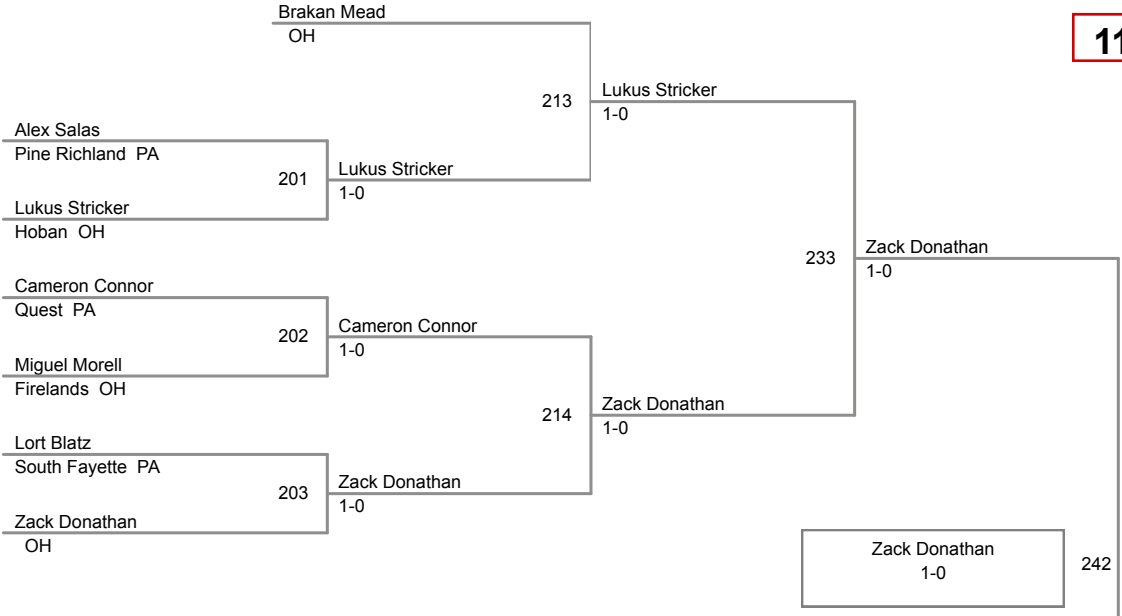 Brakan Mead
OH
11
213
Lukus Stricker
1-0
Alex Salas
Pine Richland PA
201
Lukus Stricker
1-0
Lukus Stricker
Hoban OH
233
Zack Donathan
1-0
Cameron Connor
Quest PA
202
Cameron Connor
1-0
Miguel Morell
Firelands OH
214
Zack Donathan
1-0
Lort Blatz
South Fayette PA
203
Zack Donathan
1-0
Zack Donathan
OH
Zack Donathan
1-0
242